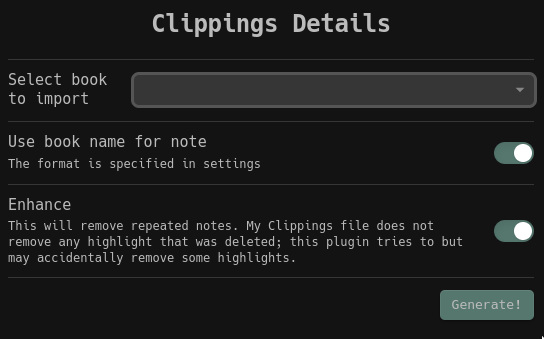 Clippings Details
Select book
to import
Use book name for note
The format is specified in settings
Enhance
This will remove repeated notes. My Clippings file does not
remove any highlight that was deleted; this plugin tries to but
may accidentally remove some highlights.
Generate!